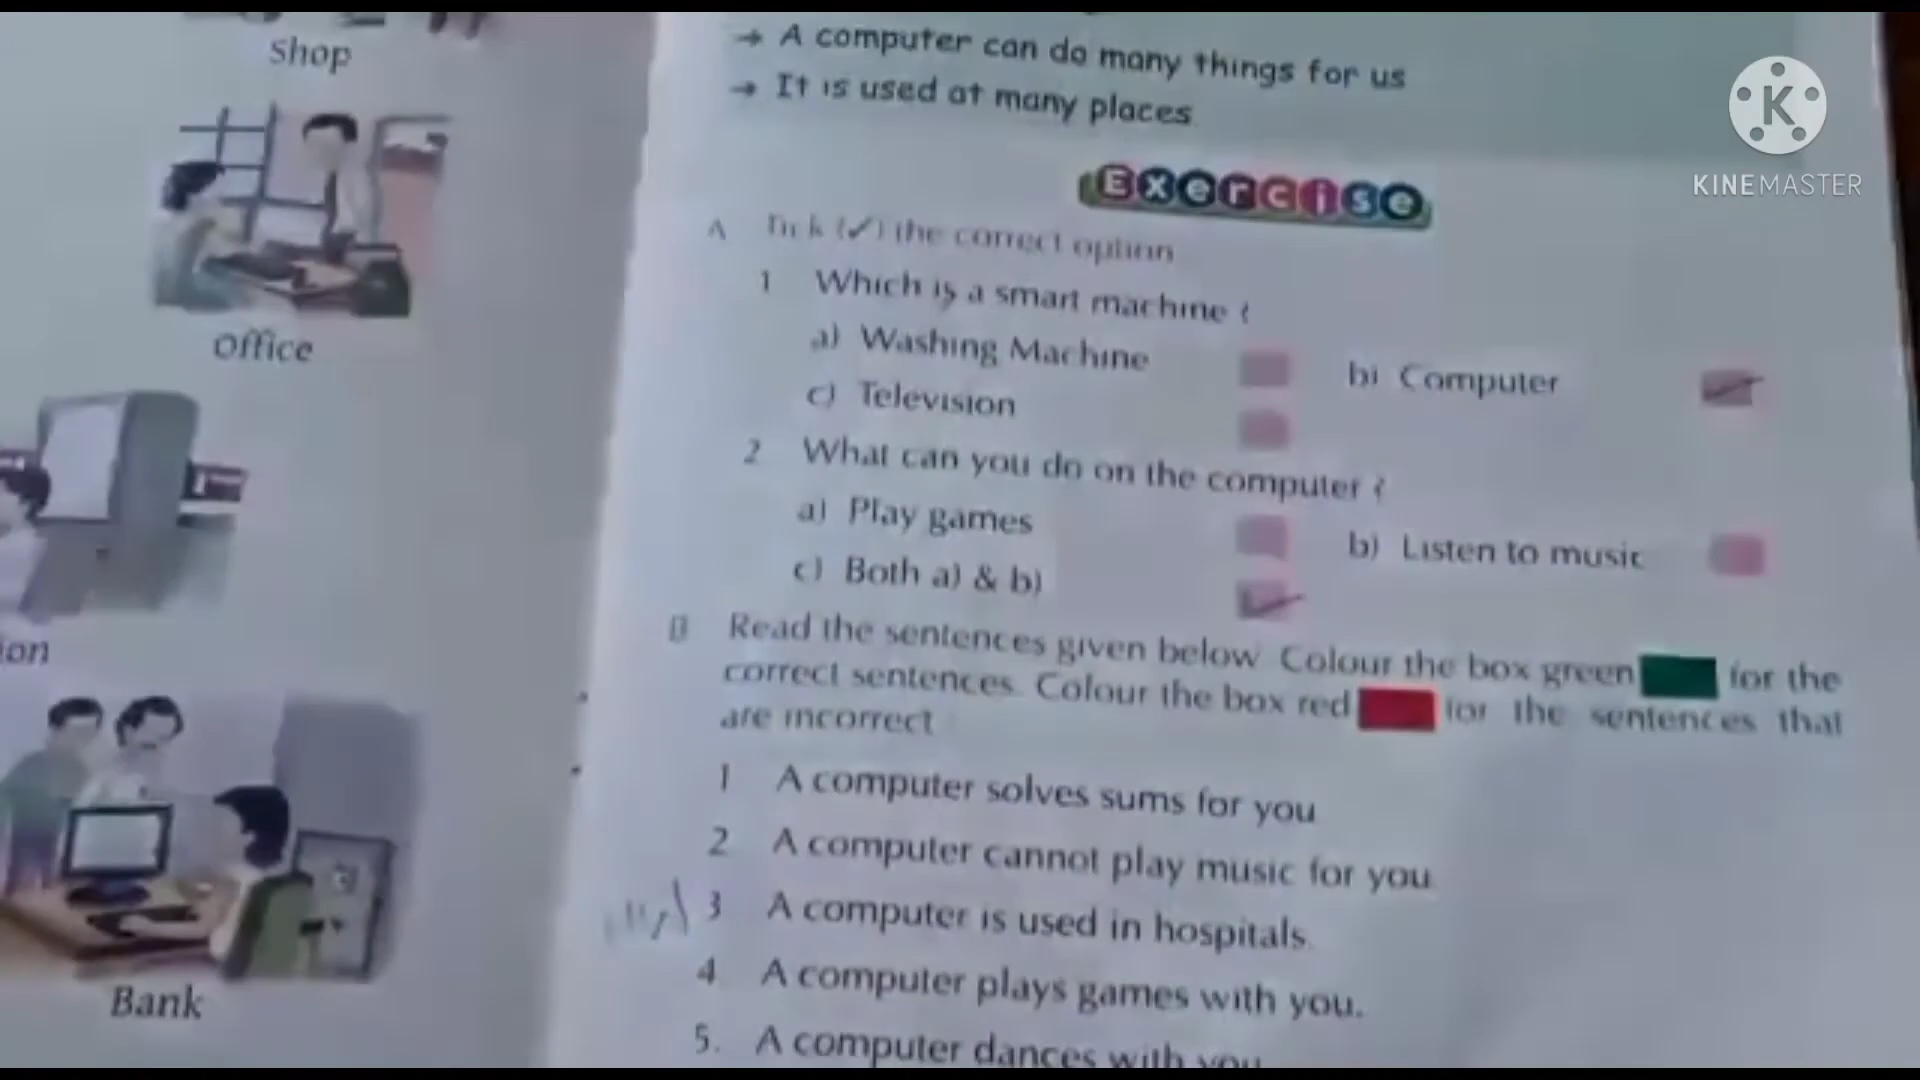 Shop
Office
ion
Bank
→ A computer can do many things for us
→ It is used at many places
Exercise
A Tick (✓) the correct option
1 Which is a smart machine ?
a) Washing Machine
b) Computer
c) Television
2 What can you do on the computer ?
a) Play games
b) Listen to music
c) Both a) & b)
B Read the sentences given below. Colour the box green for the
correct sentences. Colour the box red for the sentences that
are incorrect
1 A computer solves sums for you
2 A computer cannot play music for you
3 A computer is used in hospitals.
4 A computer plays games with you.
5. A computer dances with you
K
KINEMASTER